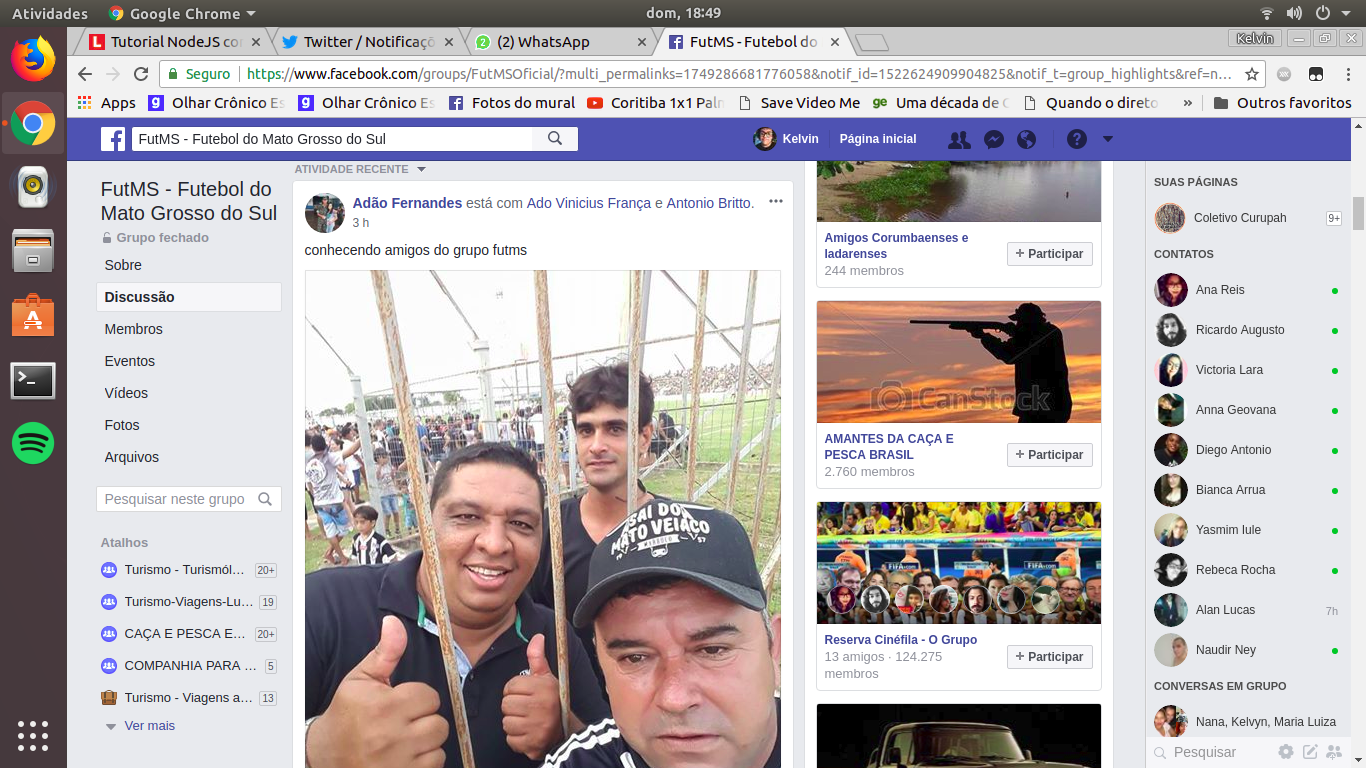 Atividades
Google Chrome
dom, 18:49
Tutorial NodeJS co
Twitter / Notificaçõ
(2) WhatsApp
FutMS - Futebol do
Kelvin
Seguro
https://www.facebook.com/groups/FutMSOficial/?multi_permalinks=1749286681776058&notif_id=1522624909904825&notif_t=group_highlights&ref=n...
Apps
Olhar Crônico Es
Olhar Crônico Es
Fotos do mural
Coritiba 1x1 Paln
Save Video Me
ge
Uma década de
Quando o direto
»
Outros favoritos
FutMS - Futebol do Mato Grosso do Sul
Kelvin
Página inicial
FutMS - Futebol do
Mato Grosso do Sul
Grupo fechado
Sobre
Discussão
Membros
Eventos
Vídeos
Fotos
Arquivos
Pesquisar neste grupo
Atalhos
Turismo - Turismól... 20+
Turismo-Viagens-Lu... 19
CAÇA E PESCA E... 20+
COMPANHIA PARA ... 5
Turismo - Viagens a... 13
Ver mais
ATIVIDADE RECENTE
Adão Fernandes está com Ado Vinicius França e Antonio Britto.
3 h
conhecendo amigos do grupo futms
SAI DO
MATO VEIACO
MARRUCO
19 57
Amigos Corumbaenses e
ladarenses
244 membros
+ Participar
CanStock
AMANTES DA CAÇA E
PESCA BRASIL
2.760 membros
+ Participar
FIFA.com
FIFA.com
Reserva Cinéfila - O Grupo
13 amigos · 124.275
membros
+ Participar
SUAS PÁGINAS
Coletivo Curupah 9+
CONTATOS
Ana Reis
Ricardo Augusto
Victoria Lara
Anna Geovana
Diego Antonio
Bianca Arrua
Yasmim Iule
Rebeca Rocha
Alan Lucas 7h
Naudir Ney
CONVERSAS EM GRUPO
Nana, Kelvyn, Maria Luiza
Pesquisar